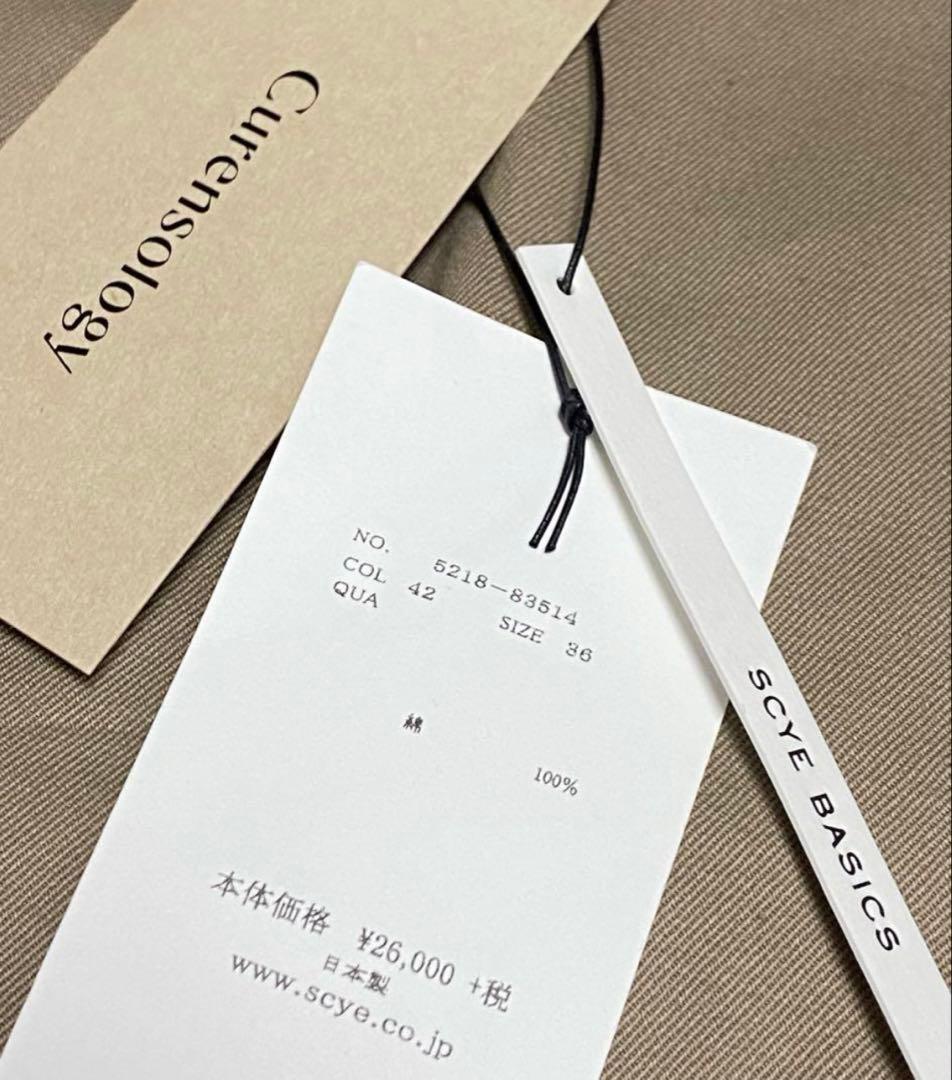 Curensology
NO. 5218-83514
COL 42 SIZE 36
QUA
綿
100%
本体価格 ¥26,000 +税
日本製
www.scye.co.jp
SCYE BASICS